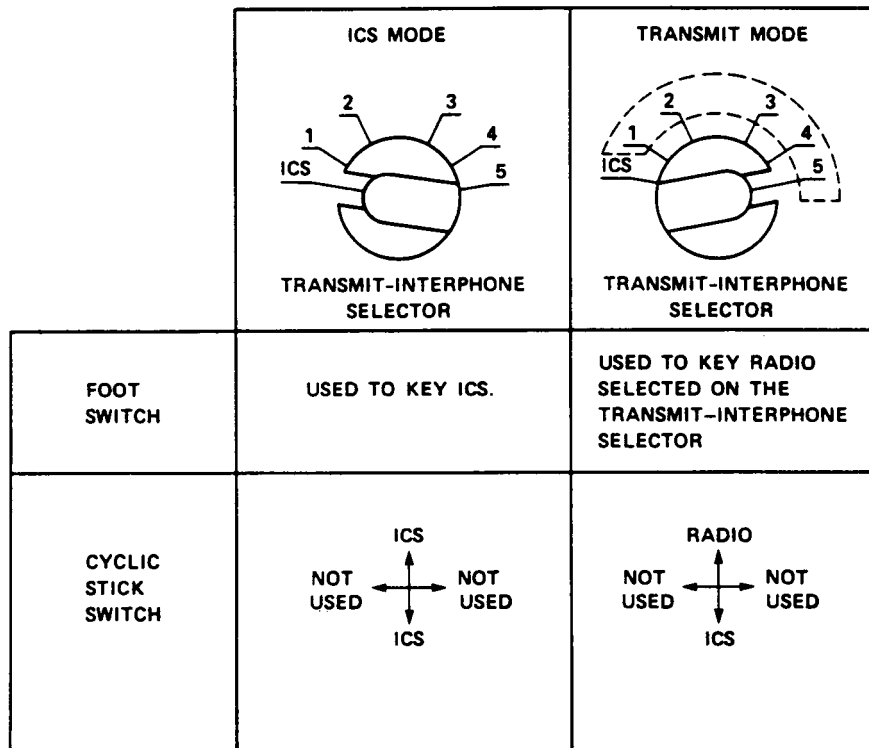 ICS MODE
1
2
3
4
5
ICS
TRANSMIT-INTERPHONE
SELECTOR
TRANSMIT MODE
1
2
3
4
5
ICS
TRANSMIT-INTERPHONE
SELECTOR
FOOT
SWITCH
USED TO KEY ICS.
USED TO KEY RADIO
SELECTED ON THE
TRANSMIT-INTERPHONE
SELECTOR
CYCLIC
STICK
SWITCH
ICS
NOT
USED
NOT
USED
ICS
RADIO
NOT
USED
NOT
USED
ICS